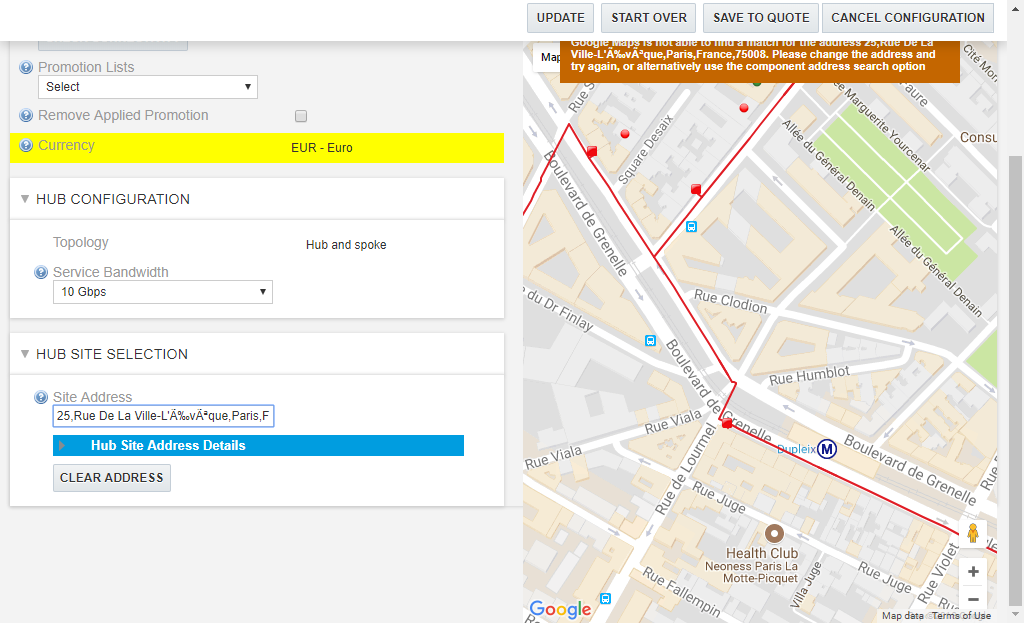 UPDATE
START OVER
SAVE TO QUOTE
CANCEL CONFIGURATION
Promotion Lists
Select
Remove Applied Promotion
Currency
EUR - Euro
HUB CONFIGURATION
Topology
Hub and spoke
Service Bandwidth
10 Gbps
HUB SITE SELECTION
Site Address
25,Rue De La Ville-L'Ã‰vÃªque,Paris,F
Hub Site Address Details
CLEAR ADDRESS
Map
Google Maps is not able to find a match for the address 25,Rue De La
Ville-L'Ã‰vÃªque,Paris,France,75008. Please change the address and
try again, or alternatively use the component address search option
Cité Mor
Rue S
Faure
Allée Marguerite Yourcenar
Consu
Square Desaix
Allée du Général Denain
Boulevard de Grenelle
Allée du Général Denain
Rue Clodion
e du Dr Finlay
Rue Humblot
Boulevard de Grenelle
Rue Viala
Rue Viala
Dupleix
M
Boulevard de Grenelle
Rue de Lourmel
Rue Juge
Health Club
Neoness Paris La
Motte-Picquet
Villa Juge
Rue Juge
Rue Violet
Rue Fallempin
Rue
+
−
Google
Map data
Terms of Use